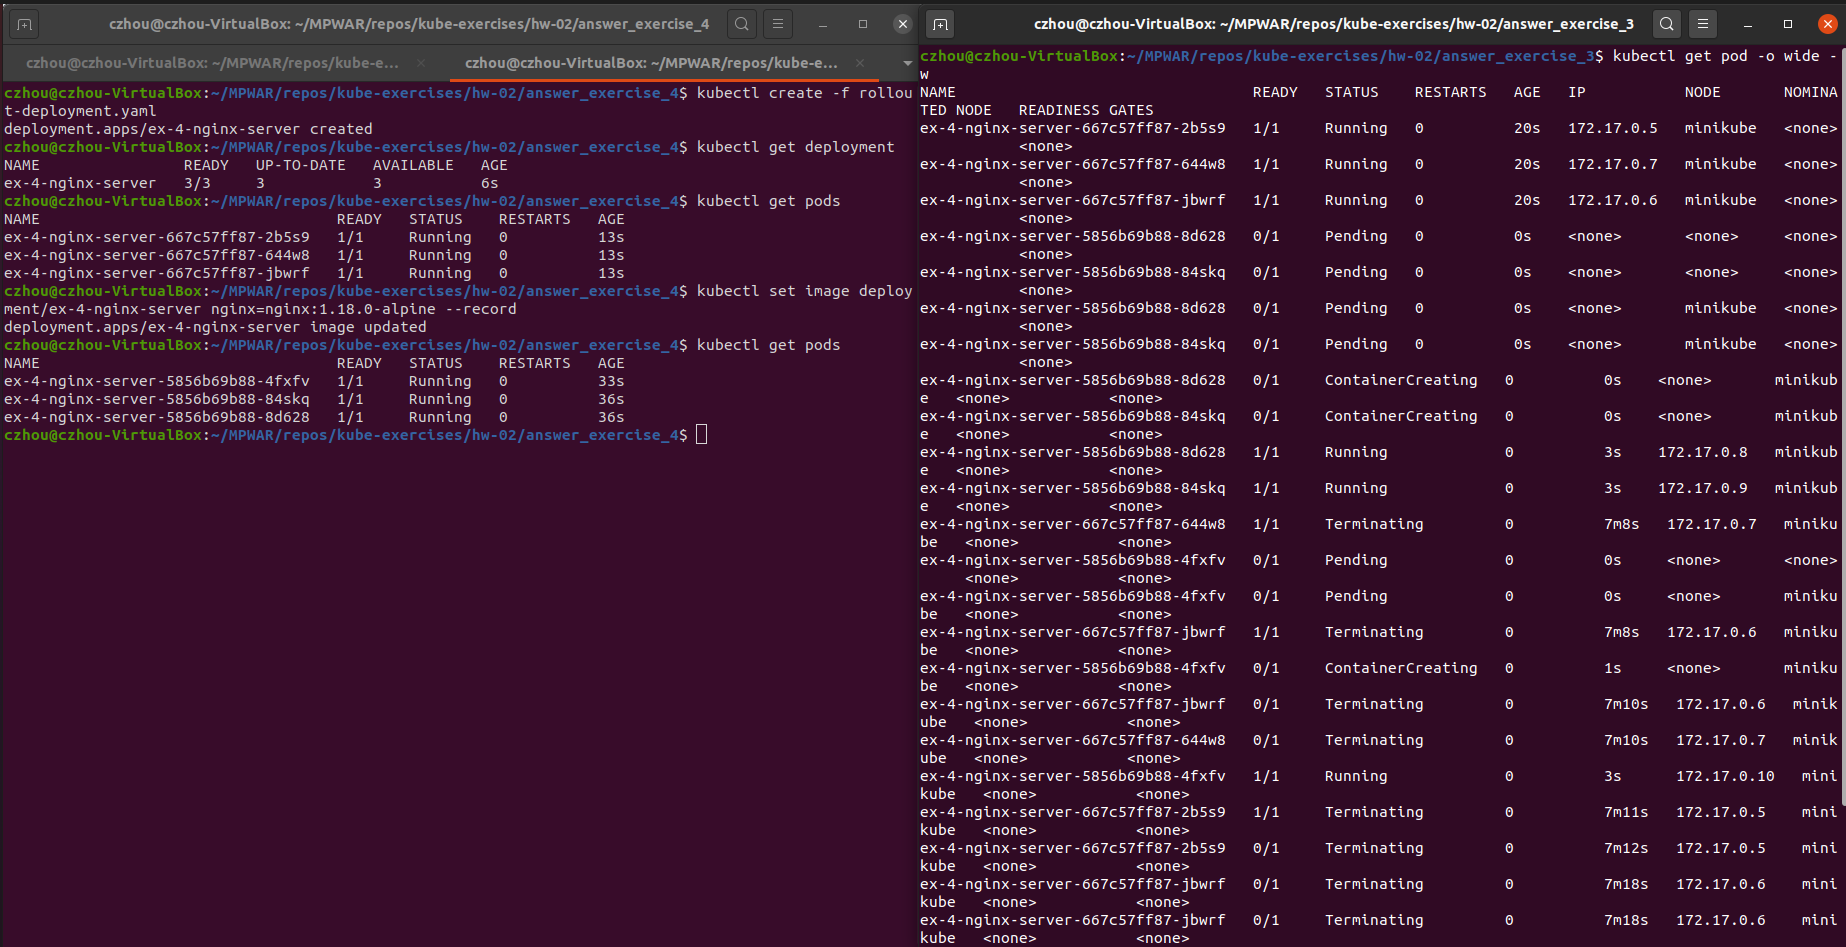 czhou@czhou-VirtualBox: ~/MPWAR/repos/kube-exercises/hw-02/answer_exercise_4
czhou@czhou-VirtualBox: ~/MPWAR/repos/kube-e...
czhou@czhou-VirtualBox: ~/MPWAR/repos/kube-e...
czhou@czhou-VirtualBox:~/MPWAR/repos/kube-exercises/hw-02/answer_exercise_4$ kubectl create -f rollou
t-deployment.yaml
deployment.apps/ex-4-nginx-server created
czhou@czhou-VirtualBox:~/MPWAR/repos/kube-exercises/hw-02/answer_exercise_4$ kubectl get deployment
NAME READY UP-TO-DATE AVAILABLE AGE
ex-4-nginx-server 3/3 3 3 6s
czhou@czhou-VirtualBox:~/MPWAR/repos/kube-exercises/hw-02/answer_exercise_4$ kubectl get pods
NAME READY STATUS RESTARTS AGE
ex-4-nginx-server-667c57ff87-2b5s9 1/1 Running 0 13s
ex-4-nginx-server-667c57ff87-644w8 1/1 Running 0 13s
ex-4-nginx-server-667c57ff87-jbwrf 1/1 Running 0 13s
czhou@czhou-VirtualBox:~/MPWAR/repos/kube-exercises/hw-02/answer_exercise_4$ kubectl set image deploy
ment/ex-4-nginx-server nginx=nginx:1.18.0-alpine --record
deployment.apps/ex-4-nginx-server image updated
czhou@czhou-VirtualBox:~/MPWAR/repos/kube-exercises/hw-02/answer_exercise_4$ kubectl get pods
NAME READY STATUS RESTARTS AGE
ex-4-nginx-server-5856b69b88-4fxfv 1/1 Running 0 33s
ex-4-nginx-server-5856b69b88-84skq 1/1 Running 0 36s
ex-4-nginx-server-5856b69b88-8d628 1/1 Running 0 36s
czhou@czhou-VirtualBox:~/MPWAR/repos/kube-exercises/hw-02/answer_exercise_4$
czhou@czhou-VirtualBox: ~/MPWAR/repos/kube-exercises/hw-02/answer_exercise_3
czhou@czhou-VirtualBox:~/MPWAR/repos/kube-exercises/hw-02/answer_exercise_3$ kubectl get pod -o wide -
w
NAME READY STATUS RESTARTS AGE IP NODE NOMINA
TED NODE READINESS GATES
ex-4-nginx-server-667c57ff87-2b5s9 1/1 Running 0 20s 172.17.0.5 minikube <none>
<none>
ex-4-nginx-server-667c57ff87-644w8 1/1 Running 0 20s 172.17.0.7 minikube <none>
<none>
ex-4-nginx-server-667c57ff87-jbwrf 1/1 Running 0 20s 172.17.0.6 minikube <none>
<none>
ex-4-nginx-server-5856b69b88-8d628 0/1 Pending 0 0s <none> <none> <none>
<none>
ex-4-nginx-server-5856b69b88-84skq 0/1 Pending 0 0s <none> <none> <none>
<none>
ex-4-nginx-server-5856b69b88-8d628 0/1 Pending 0 0s <none> minikube <none>
<none>
ex-4-nginx-server-5856b69b88-84skq 0/1 Pending 0 0s <none> minikube <none>
<none>
ex-4-nginx-server-5856b69b88-8d628 0/1 ContainerCreating 0 0s <none> minikub
e <none> <none>
ex-4-nginx-server-5856b69b88-84skq 0/1 ContainerCreating 0 0s <none> minikub
e <none> <none>
ex-4-nginx-server-5856b69b88-8d628 1/1 Running 0 3s 172.17.0.8 minikub
e <none> <none>
ex-4-nginx-server-5856b69b88-84skq 1/1 Running 0 3s 172.17.0.9 minikub
e <none> <none>
ex-4-nginx-server-667c57ff87-644w8 1/1 Terminating 0 7m8s 172.17.0.7 miniku
be <none> <none>
ex-4-nginx-server-5856b69b88-4fxfv 0/1 Pending 0 0s <none> <none>
<none> <none>
ex-4-nginx-server-5856b69b88-4fxfv 0/1 Pending 0 0s <none> miniku
be <none> <none>
ex-4-nginx-server-667c57ff87-jbwrf 1/1 Terminating 0 7m8s 172.17.0.6 miniku
be <none> <none>
ex-4-nginx-server-5856b69b88-4fxfv 0/1 ContainerCreating 0 1s <none> miniku
be <none> <none>
ex-4-nginx-server-667c57ff87-jbwrf 0/1 Terminating 0 7m10s 172.17.0.6 minik
ube <none> <none>
ex-4-nginx-server-667c57ff87-644w8 0/1 Terminating 0 7m10s 172.17.0.7 minik
ube <none> <none>
ex-4-nginx-server-5856b69b88-4fxfv 1/1 Running 0 3s 172.17.0.10 mini
kube <none> <none>
ex-4-nginx-server-667c57ff87-2b5s9 1/1 Terminating 0 7m11s 172.17.0.5 mini
kube <none> <none>
ex-4-nginx-server-667c57ff87-2b5s9 0/1 Terminating 0 7m12s 172.17.0.5 mini
kube <none> <none>
ex-4-nginx-server-667c57ff87-jbwrf 0/1 Terminating 0 7m18s 172.17.0.6 mini
kube <none> <none>
ex-4-nginx-server-667c57ff87-jbwrf 0/1 Terminating 0 7m18s 172.17.0.6 mini
kube <none> <none>